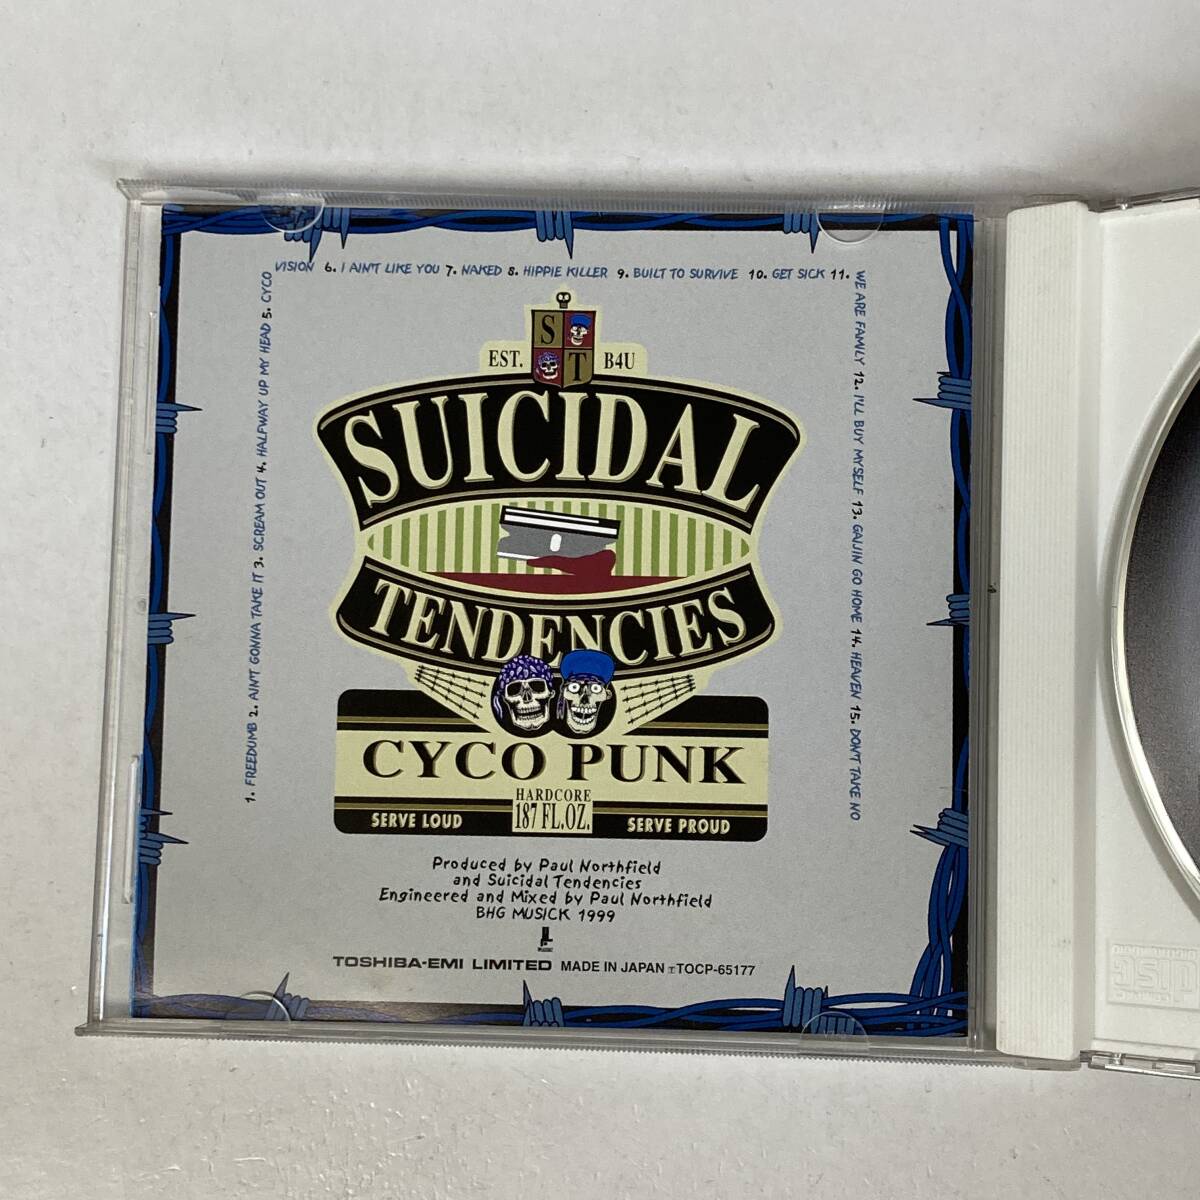 1. FREEDUMB 2. AIN'T GONNA TAKE IT 3. SCREAM OUT 4. HALFWAY UP MY HEAD 5. CYCO
VISION 6. I AIN'T LIKE YOU 7. NAKED 8. HIPPIE KILLER 9. BUILT TO SURVIVE 10. GET SICK 11.
WE ARE FAMILY 12. I'LL BUY MYSELF 13. GAIJIN GO HOME 14. HEAVEN 15. DON'T TAKE NO
S
T
EST. B4U
SUICIDAL
TENDENCIES
CYCO PUNK
HARDCORE
187 FL.OZ.
SERVE LOUD SERVE PROUD
Produced by Paul Northfield
and Suicidal Tendencies
Engineered and Mixed by Paul Northfield
BHG MUSICK 1999
TOSHIBA-EMI LIMITED MADE IN JAPAN TOCP-65177